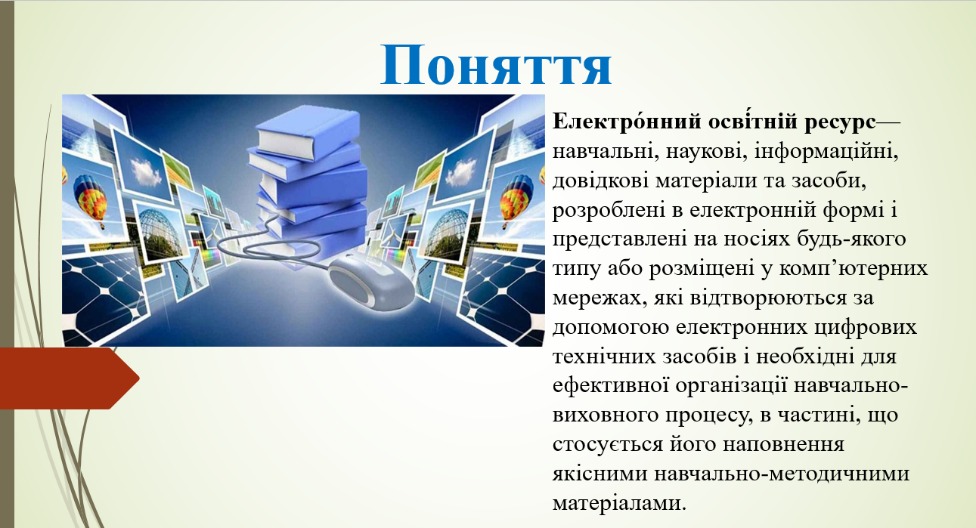 Поняття
Електро́нний осві́тній ресурс—
навчальні, наукові, інформаційні,
довідкові матеріали та засоби,
розроблені в електронній формі і
представлені на носіях будь-якого
типу або розміщені у комп’ютерних
мережах, які відтворюються за
допомогою електронних цифрових
технічних засобів і необхідні для
ефективної організації навчально-
виховного процесу, в частині, що
стосується його наповнення
якісними навчально-методичними
матеріалами.